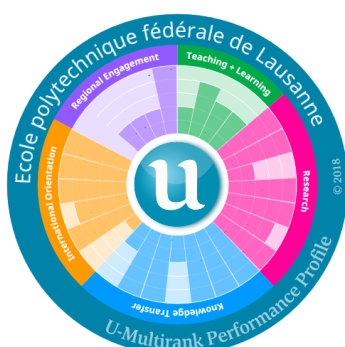 Ecole polytechnique fédérale de Lausanne
Teaching + Learning
Research
Knowledge Transfer
International Orientation
Regional Engagement
u
© 2018
U-Multirank Performance Profile